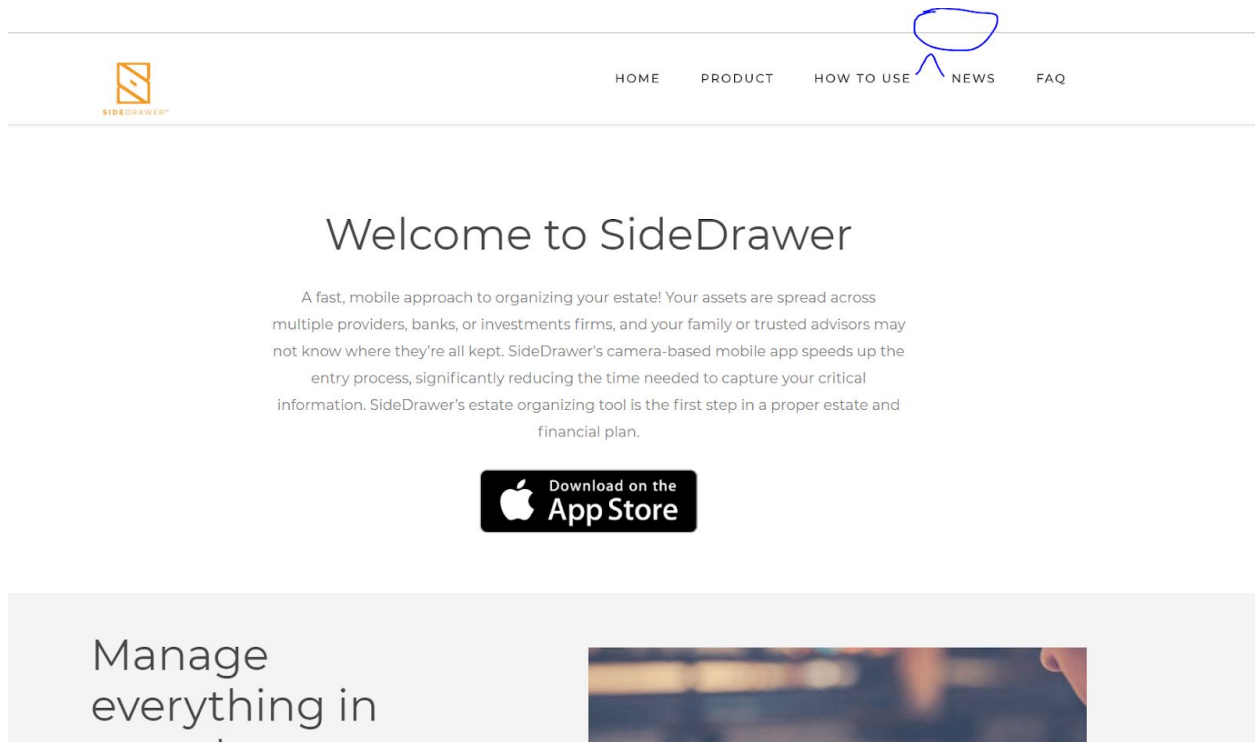 SIDEDRAWER™
HOME PRODUCT HOW TO USE NEWS FAQ
Welcome to SideDrawer
A fast, mobile approach to organizing your estate! Your assets are spread across
multiple providers, banks, or investments firms, and your family or trusted advisors may
not know where they're all kept. SideDrawer's camera-based mobile app speeds up the
entry process, significantly reducing the time needed to capture your critical
information. SideDrawer's estate organizing tool is the first step in a proper estate and
financial plan.
Download on the
App Store
Manage
everything in